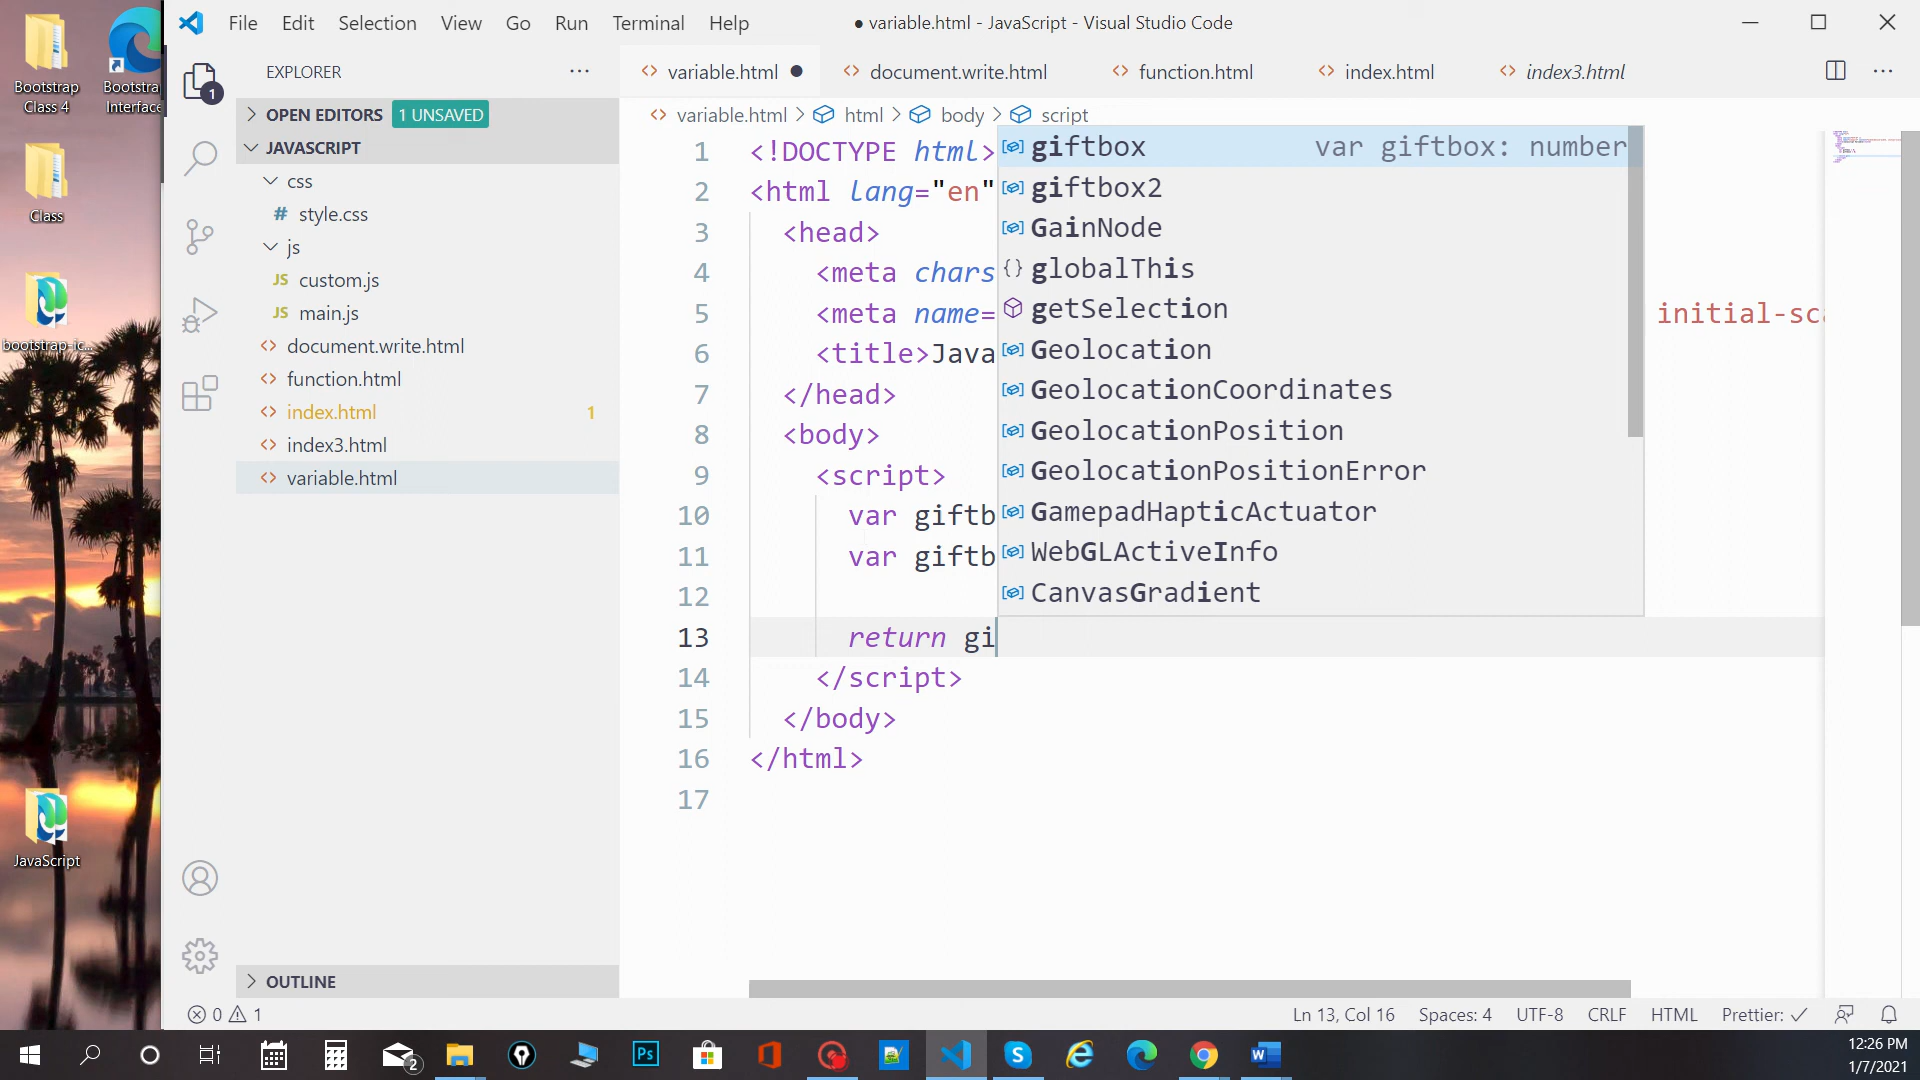 Bootstrap
Class 4
Bootstra
Interface
Class
bootstrap-ic...
JavaScript
File Edit Selection View Go Run Terminal Help
● variable.html - JavaScript - Visual Studio Code
EXPLORER
1
OPEN EDITORS 1 UNSAVED
JAVASCRIPT
css
# style.css
js
JS custom.js
JS main.js
<> document.write.html
<> function.html
<> index.html 1
<> index3.html
<> variable.html
OUTLINE
<> variable.html ● <> document.write.html <> function.html <> index.html <> index3.html
<> variable.html > html > body > script
1 <!DOCTYPE html>
2 <html lang="en"
3 <head>
4 <meta chars
5 <meta name= initial-sca
6 <title>Java
7 </head>
8 <body>
9 <script>
10 var giftb
11 var giftb
12
13 return gi
14 </script>
15 </body>
16 </html>
17
giftbox var giftbox: number
giftbox2
GainNode
globalThis
getSelection
Geolocation
GeolocationCoordinates
GeolocationPosition
GeolocationPositionError
GamepadHapticActuator
WebGLActiveInfo
CanvasGradient
0 1
Ln 13, Col 16 Spaces: 4 UTF-8 CRLF HTML Prettier: ✓
2
Ps
12:26 PM
1/7/2021